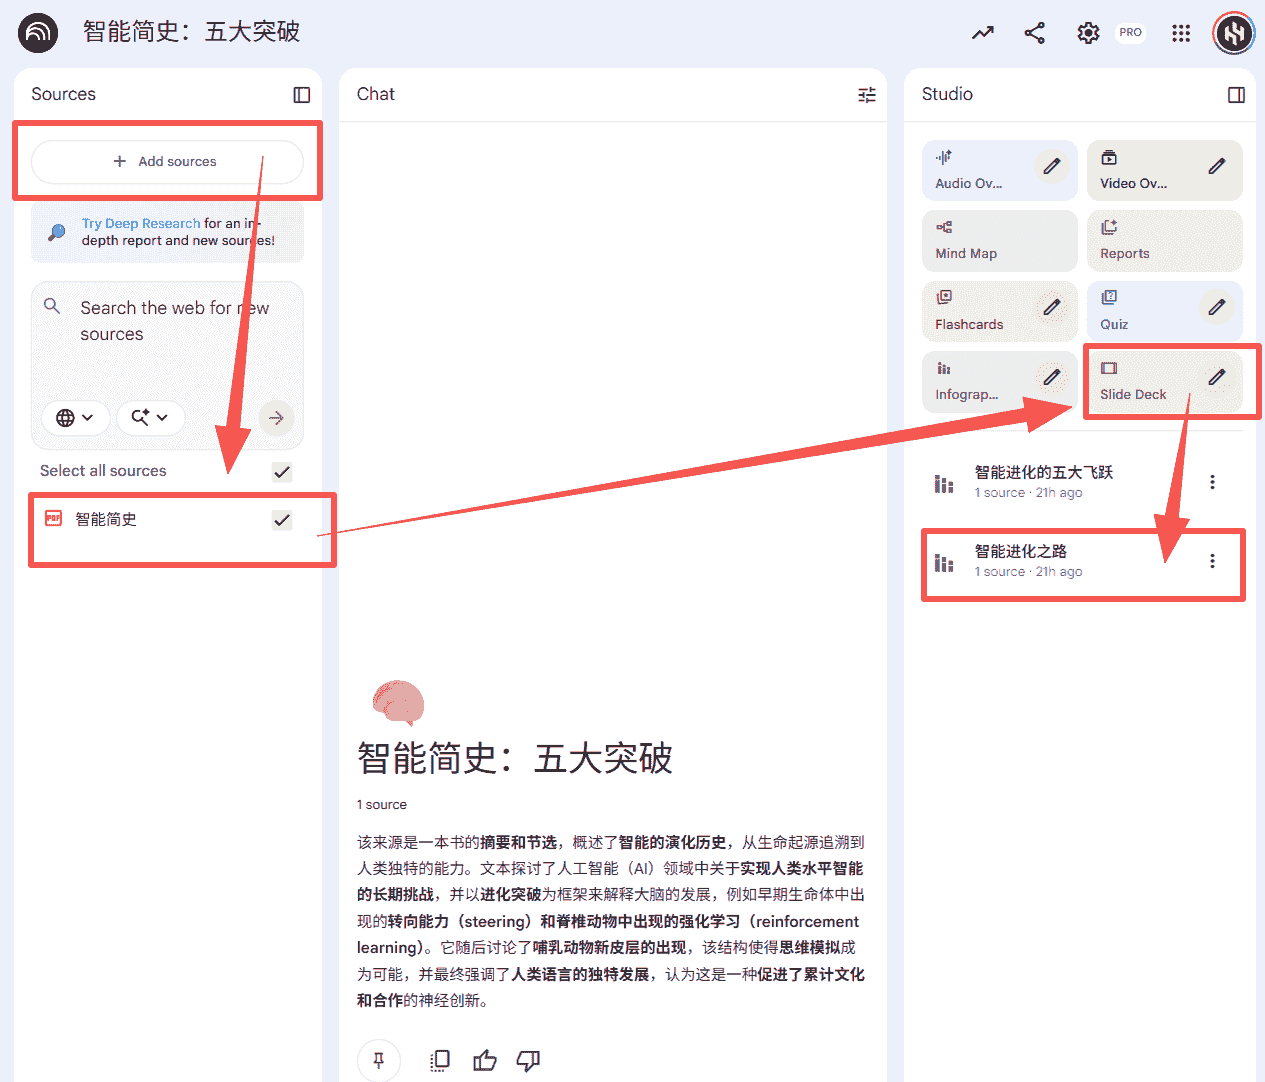 智能简史：五大突破
PRO
Sources
+ Add sources
Try Deep Research for an in-
depth report and new sources!
Search the web for new
sources
Select all sources
PDF
智能简史
Chat
智能简史：五大突破
1 source
该来源是一本书的摘要和节选，概述了智能的演化历史，从生命起源追溯到
人类独特的能力。文本探讨了人工智能（AI）领域中关于实现人类水平智能
的长期挑战，并以进化突破为框架来解释大脑的发展，例如早期生命体中出
现的转向能力（steering）和脊椎动物中出现的强化学习（reinforcement
learning）。它随后讨论了哺乳动物新皮层的出现，该结构使得思维模拟成
为可能，并最终强调了人类语言的独特发展，认为这是一种促进了累计文化
和合作的神经创新。
Studio
Audio Ov...
Video Ov...
Mind Map
Reports
Flashcards
Quiz
Infograp...
Slide Deck
智能进化的五大飞跃
1 source · 21h ago
智能进化之路
1 source · 21h ago